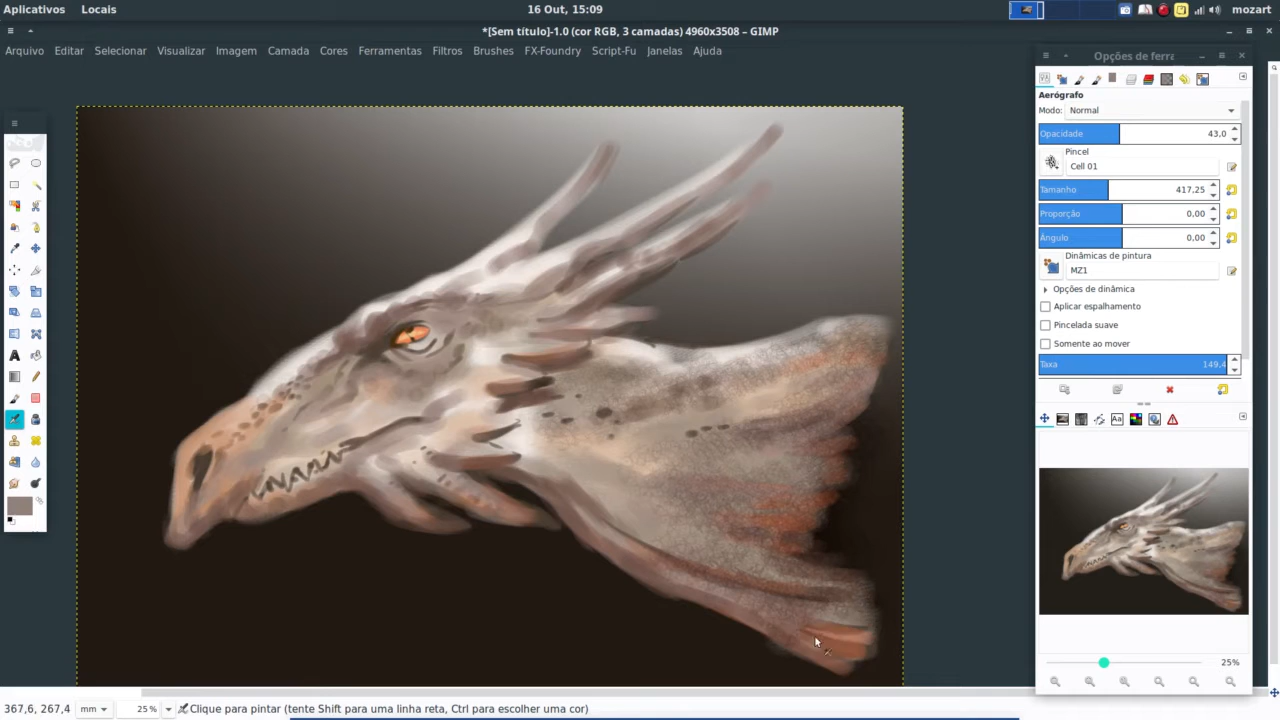 Aplicativos Locais 16 Out, 15:09 mozart
*[Sem título]-1.0 (cor RGB, 3 camadas) 4960x3508 – GIMP
Arquivo Editar Selecionar Visualizar Imagem Camada Cores Ferramentas Filtros Brushes FX-Foundry Script-Fu Janelas Ajuda
Opções de ferra
Aerógrafo
Modo: Normal
Opacidade 43,0
Pincel
Cell 01
Tamanho 417,25
Proporção 0,00
Ângulo 0,00
Dinâmicas de pintura
MZ1
Opções de dinâmica
Aplicar espalhamento
Pincelada suave
Somente ao mover
Taxa 149,4
Aa
25%
367,6, 267,4 mm 25% Clique para pintar (tente Shift para uma linha reta, Ctrl para escolher uma cor)